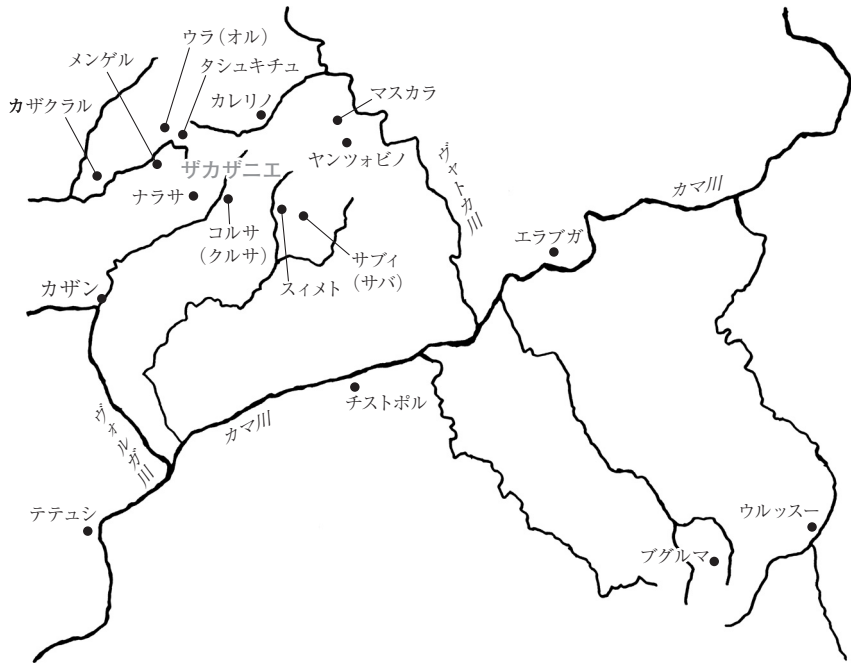 ウラ（オル）
メンゲル
タシュキチュ
カザクラル
カレリノ
マスカラ
ザカザニエ
ヤンツォビノ
ナラサ
コルサ
（クルサ）
スィメト
サブィ
（サバ）
ヴャトカ川
カマ川
エラブガ
カザン
チストポル
カマ川
ヴォルガ川
テテュシ
ウルッスー
ブグルマ